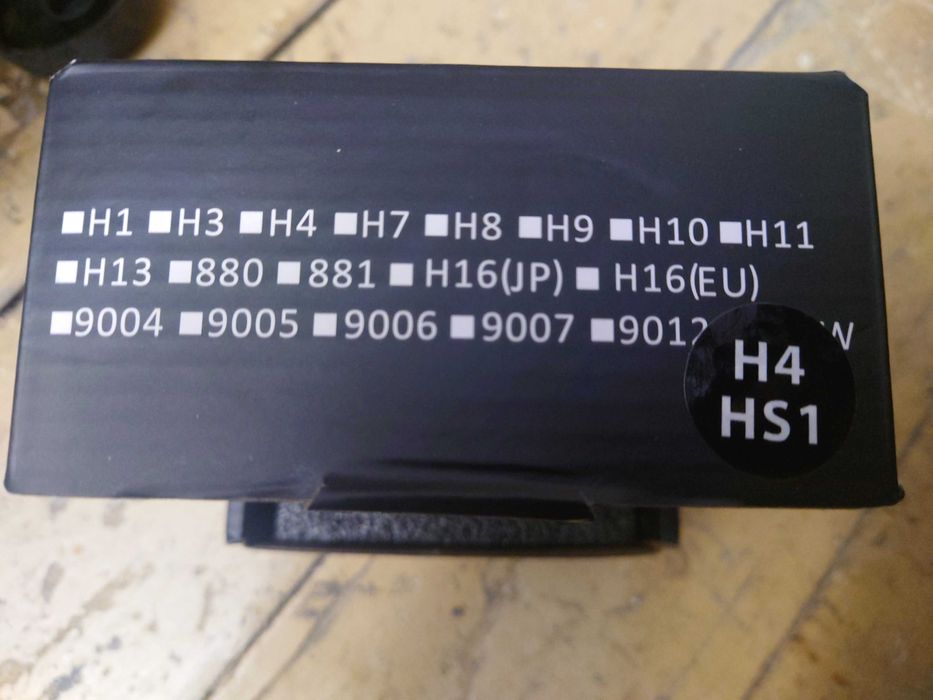 ■H1 ■H3 ■H4 ■H7 ■H8 ■H9 ■H10 ■H11
■H13 ■880 ■881 ■ H16(JP) ■ H16(EU)
■9004 ■9005 ■9006 ■9007 ■9012
H4
HS1